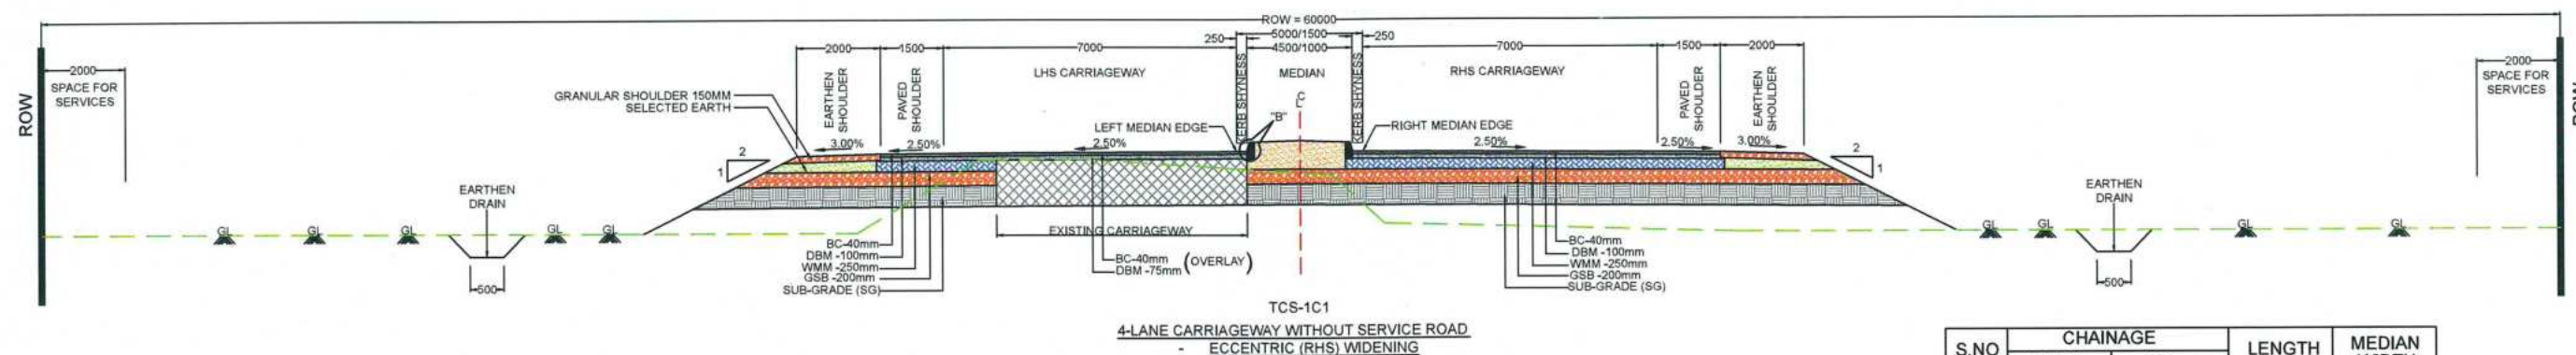 ROW = 60000
250 5000/1500 250
2000 1500 7000 4500/1000 7000 1500 2000
2000
SPACE FOR
SERVICES
EARTHEN
SHOULDER
PAVED
SHOULDER
LHS CARRIAGEWAY
KERB SHYNESS
MEDIAN
KERB SHYNESS
RHS CARRIAGEWAY
PAVED
SHOULDER
EARTHEN
SHOULDER
2000
SPACE FOR
SERVICES
ROW
ROW
GRANULAR SHOULDER 150MM
SELECTED EARTH
CL
"B"
LEFT MEDIAN EDGE
RIGHT MEDIAN EDGE
3.00% 2.50% 2.50% 2.50% 2.50% 3.00%
2
1
2
1
EARTHEN
DRAIN
EARTHEN
DRAIN
GL GL GL GL GL GL GL GL GL
EXISTING CARRIAGEWAY
500
500
BC-40mm
DBM -100mm
WMM -250mm
GSB -200mm
SUB-GRADE (SG)
BC-40mm
DBM -75mm (OVERLAY)
BC-40mm
DBM -100mm
WMM -250mm
GSB -200mm
SUB-GRADE (SG)
TCS-1C1
4-LANE CARRIAGEWAY WITHOUT SERVICE ROAD
- ECCENTRIC (RHS) WIDENING
S.NO CHAINAGE LENGTH MEDIAN